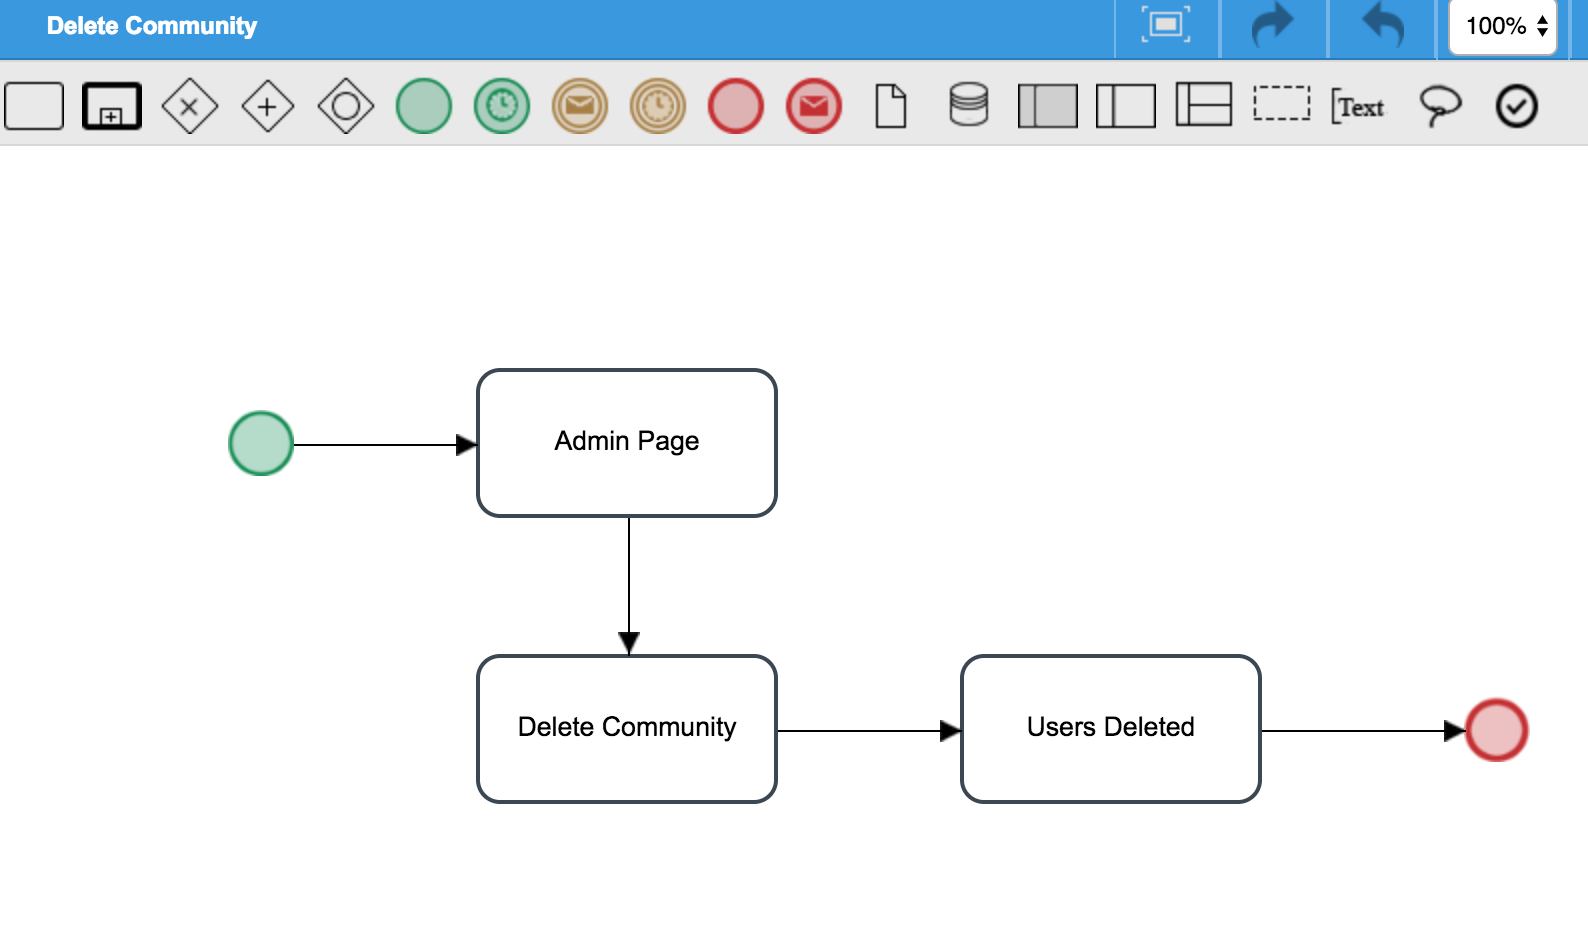 Delete Community
100%
Text
Admin Page
Delete Community
Users Deleted